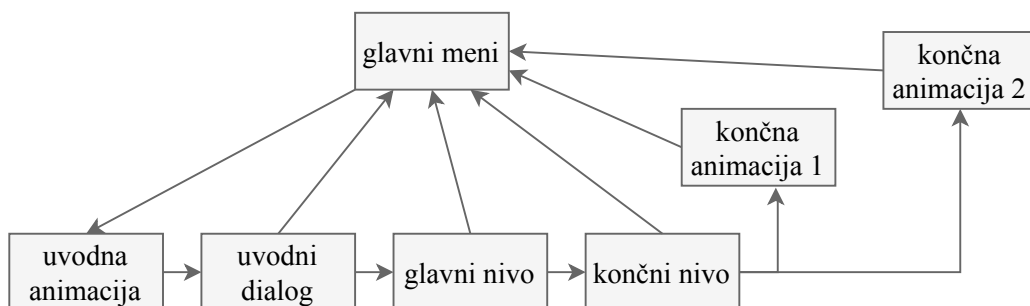 glavni meni
končna
animacija 2
končna
animacija 1
uvodna
animacija
uvodni
dialog
glavni nivo
končni nivo